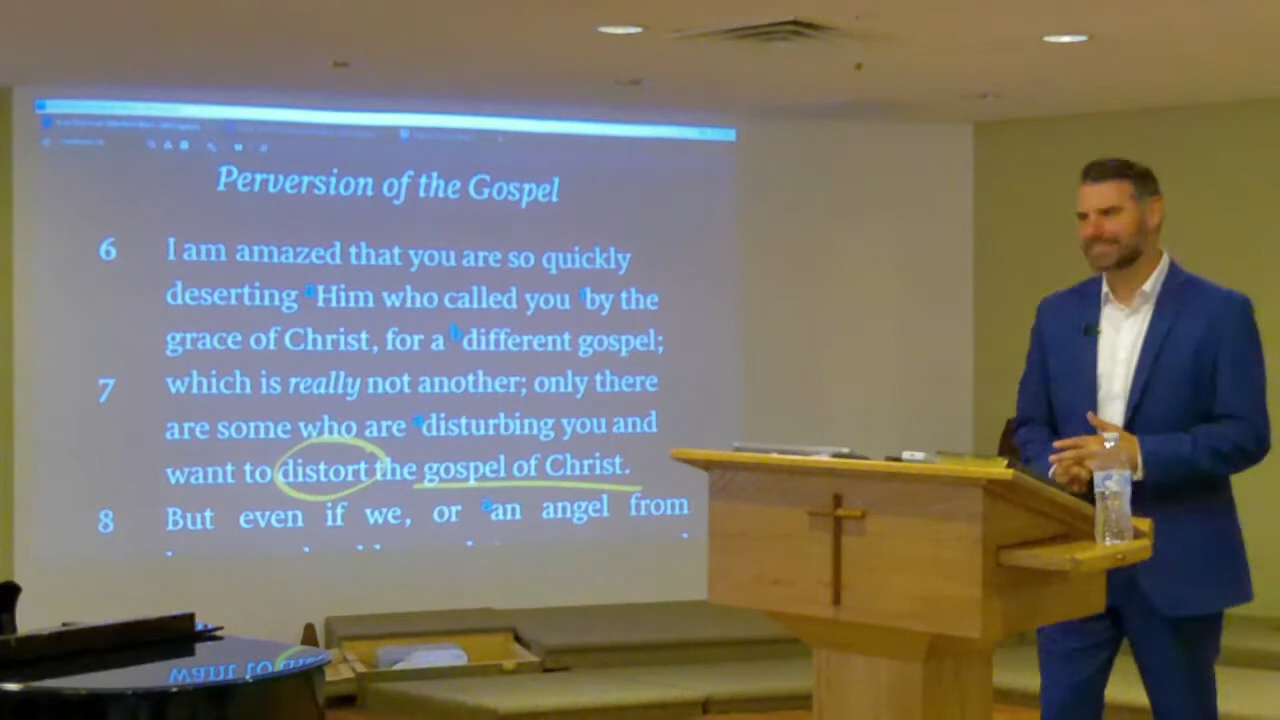 Perversion of the Gospel
6 I am amazed that you are so quickly
deserting Him who called you by the
grace of Christ, for a b different gospel;
7 which is really not another; only there
are some who are disturbing you and
want to distort the gospel of Christ.
8 But even if we, or an angel from
want to